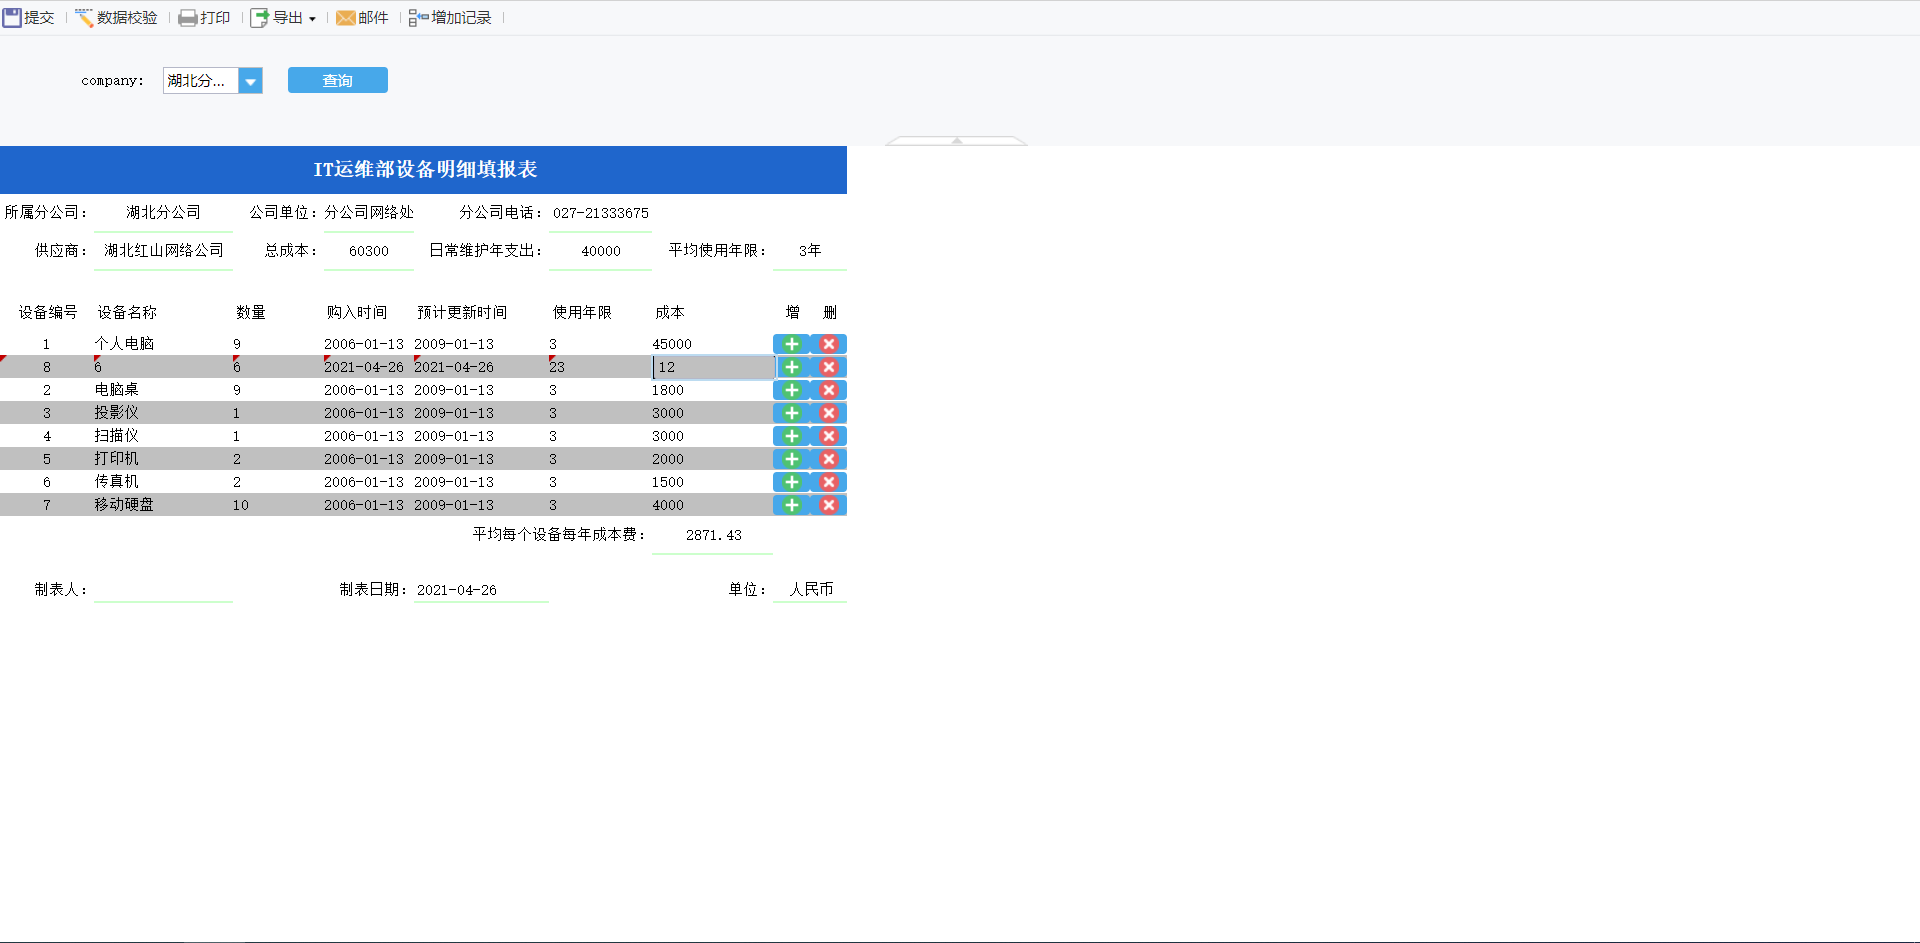 提交 数据校验 打印 导出 邮件 增加记录
company: 湖北分... 查询
IT运维部设备明细填报表
所属分公司: 湖北分公司 公司单位: 分公司网络处 分公司电话: 027-21333675
供应商: 湖北红山网络公司 总成本: 60300 日常维护年支出: 40000 平均使用年限: 3年
设备编号 设备名称 数量 购入时间 预计更新时间 使用年限 成本 增 删
1 个人电脑 9 2006-01-13 2009-01-13 3 45000
8 6 6 2021-04-26 2021-04-26 23 12
2 电脑桌 9 2006-01-13 2009-01-13 3 1800
3 投影仪 1 2006-01-13 2009-01-13 3 3000
4 扫描仪 1 2006-01-13 2009-01-13 3 3000
5 打印机 2 2006-01-13 2009-01-13 3 2000
6 传真机 2 2006-01-13 2009-01-13 3 1500
7 移动硬盘 10 2006-01-13 2009-01-13 3 4000
平均每个设备每年成本费: 2871.43
制表人: 制表日期: 2021-04-26 单位: 人民币